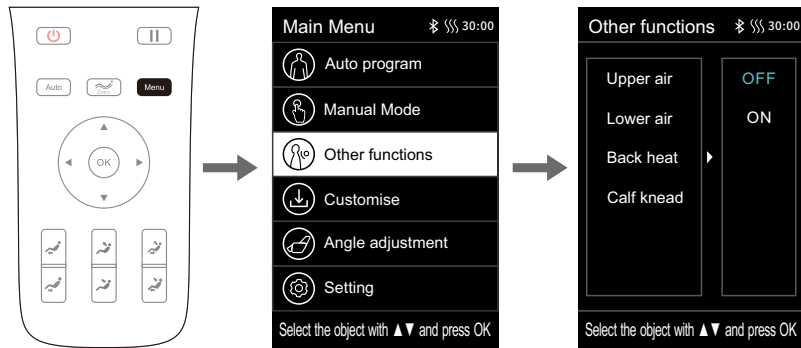 Auto
Zero
Menu
OK
Main Menu 30:00
Auto program
Manual Mode
Other functions
Customise
Angle adjustment
Setting
Select the object with ▲▼ and press OK
Other functions 30:00
Upper air
Lower air
Back heat
Calf knead
OFF
ON
Select the object with ▲▼ and press OK